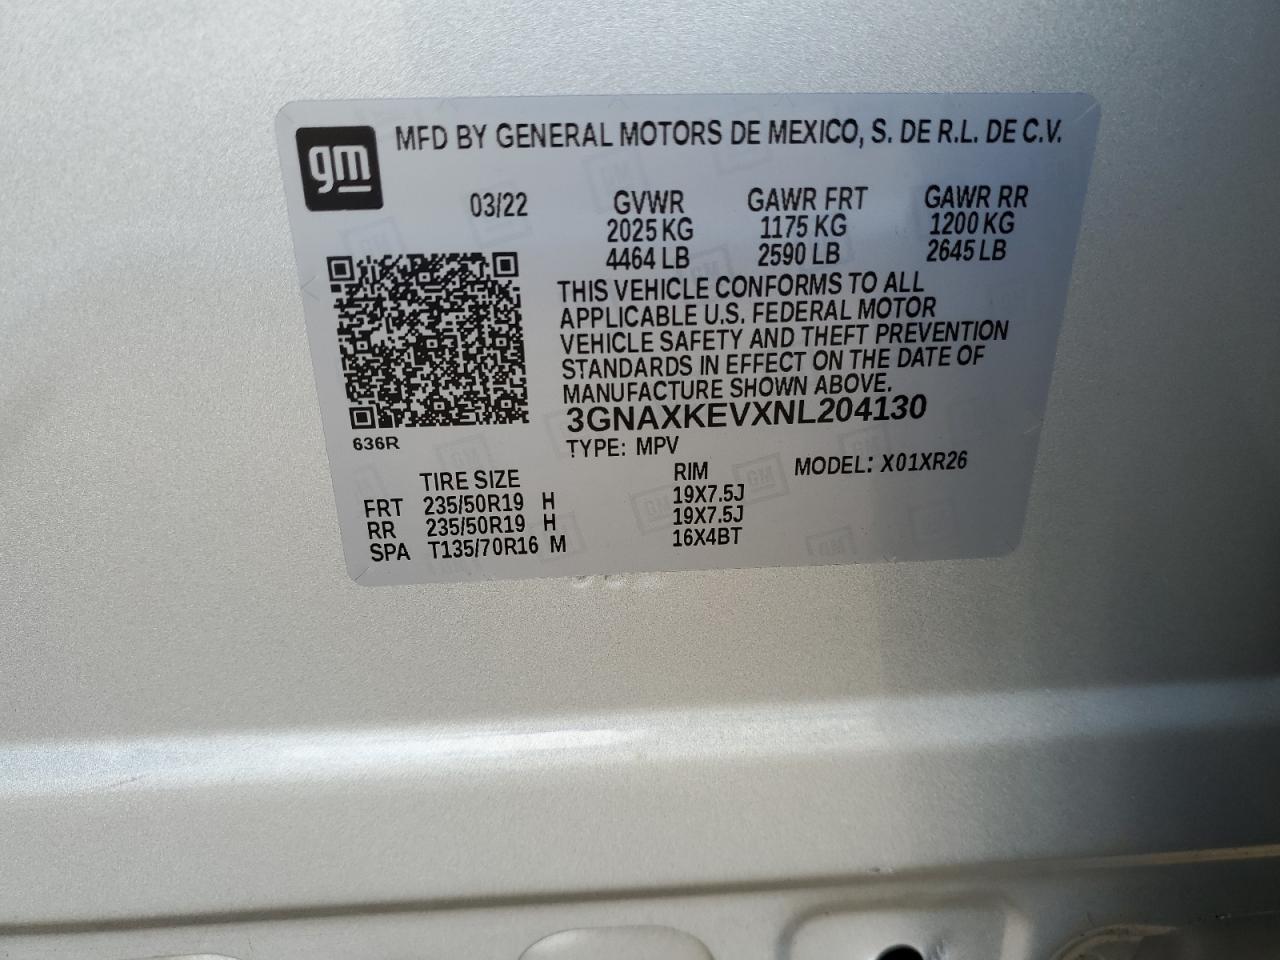 gm
MFD BY GENERAL MOTORS DE MEXICO, S. DE R.L. DE C.V.
03/22
GVWR GAWR FRT GAWR RR
2025 KG 1175 KG 1200 KG
4464 LB 2590 LB 2645 LB
THIS VEHICLE CONFORMS TO ALL
APPLICABLE U.S. FEDERAL MOTOR
VEHICLE SAFETY AND THEFT PREVENTION
STANDARDS IN EFFECT ON THE DATE OF
MANUFACTURE SHOWN ABOVE.
3GNAXKEVXNL204130
636R
TYPE: MPV MODEL: X01XR26
TIRE SIZE RIM
FRT 235/50R19 H 19X7.5J
RR 235/50R19 H 19X7.5J
SPA T135/70R16 M 16X4BT